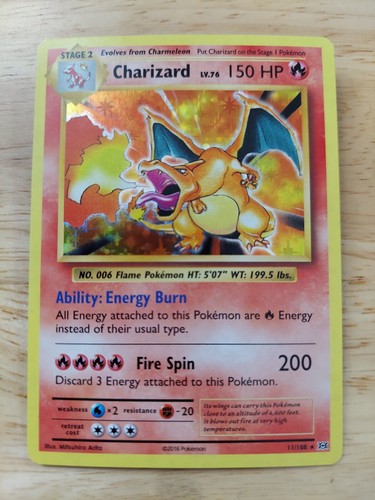 STAGE 2 Evolves from Charmeleon Put Charizard on the Stage 1 Pokémon
Charizard LV.76 150 HP
NO. 006 Flame Pokémon HT: 5'07" WT: 199.5 lbs.
Ability: Energy Burn
All Energy attached to this Pokémon are Energy
instead of their usual type.
Fire Spin 200
Discard 3 Energy attached to this Pokémon.
weakness ×2 resistance -20
retreat
cost
Its wings can carry this Pokémon
close to an altitude of 4,600 feet.
It blows out fire at very high
temperatures.
Illus. Mitsuhiro Arita
©2016 Pokémon
11/108